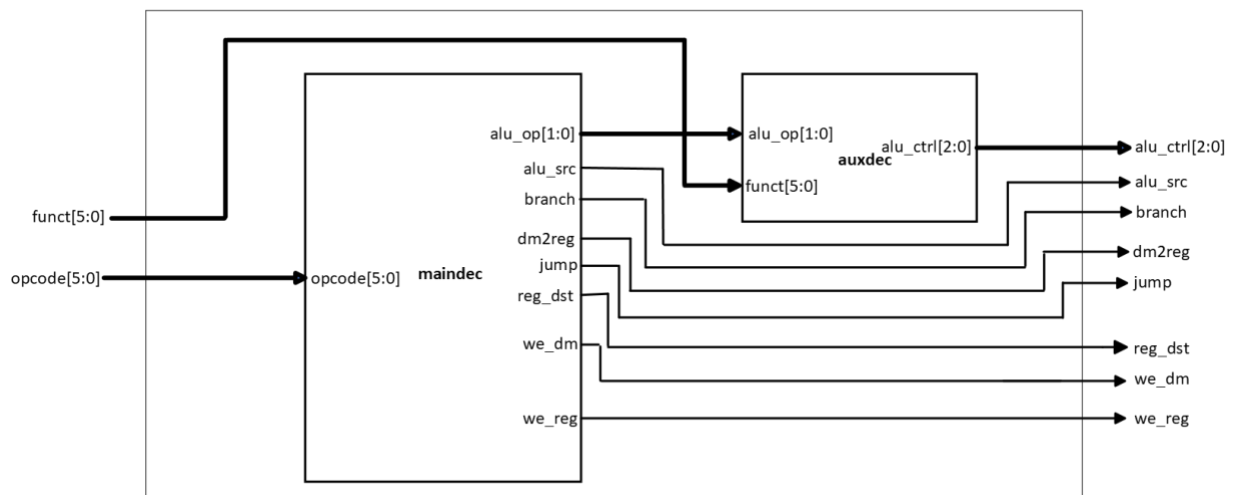 alu_op[1:0]
alu_op[1:0]
alu_ctrl[2:0]
alu_ctrl[2:0]
auxdec
alu_src
alu_src
funct[5:0]
branch
branch
funct[5:0]
dm2reg
dm2reg
jump
maindec
opcode[5:0]
opcode[5:0]
jump
reg_dst
we_dm
reg_dst
we_dm
we_reg
we_reg